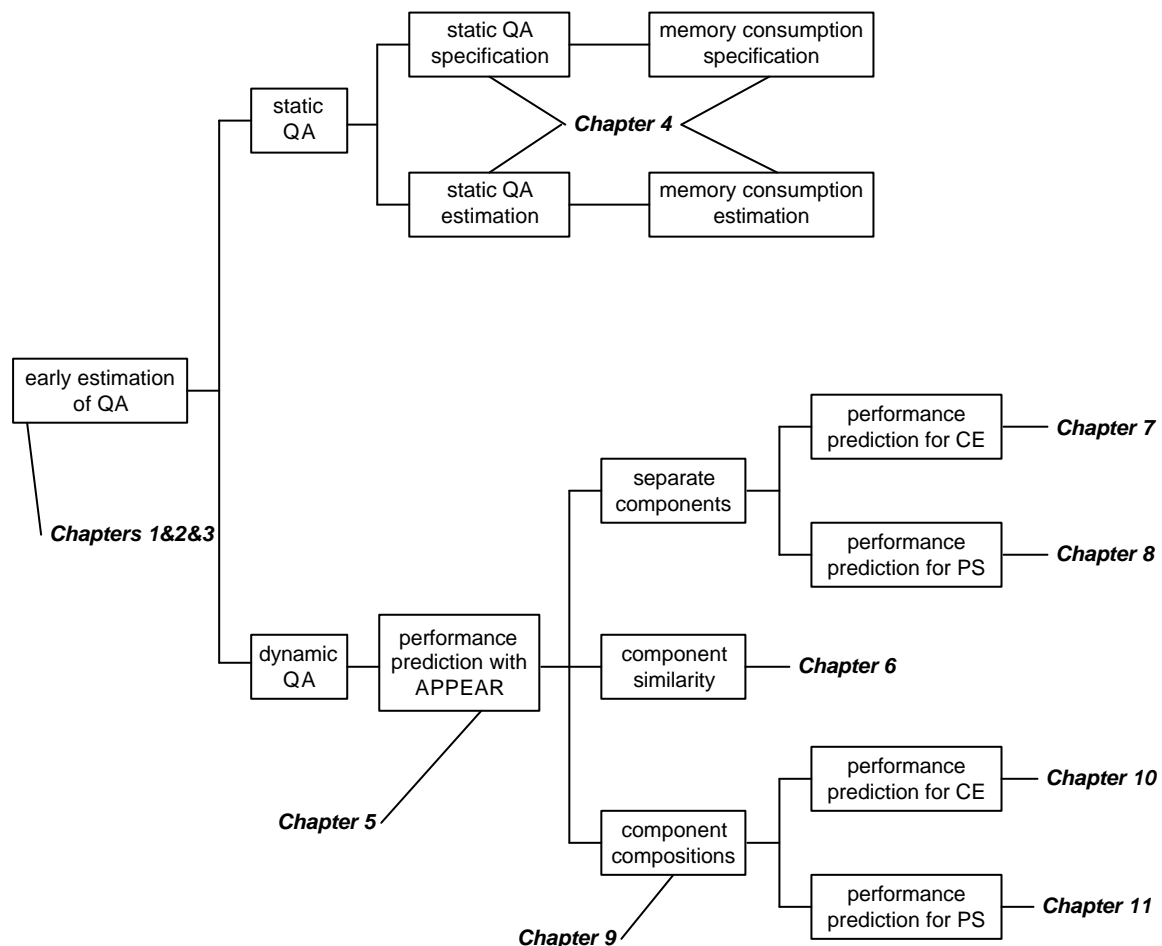 static QA
specification
memory consumption
specification
static
QA
Chapter 4
static QA
estimation
memory consumption
estimation
early estimation
of QA
Chapters 1&2&3
performance
prediction for CE
Chapter 7
separate
components
performance
prediction for PS
Chapter 8
dynamic
QA
performance
prediction with
APPEAR
component
similarity
Chapter 6
Chapter 5
performance
prediction for CE
Chapter 10
component
compositions
performance
prediction for PS
Chapter 11
Chapter 9